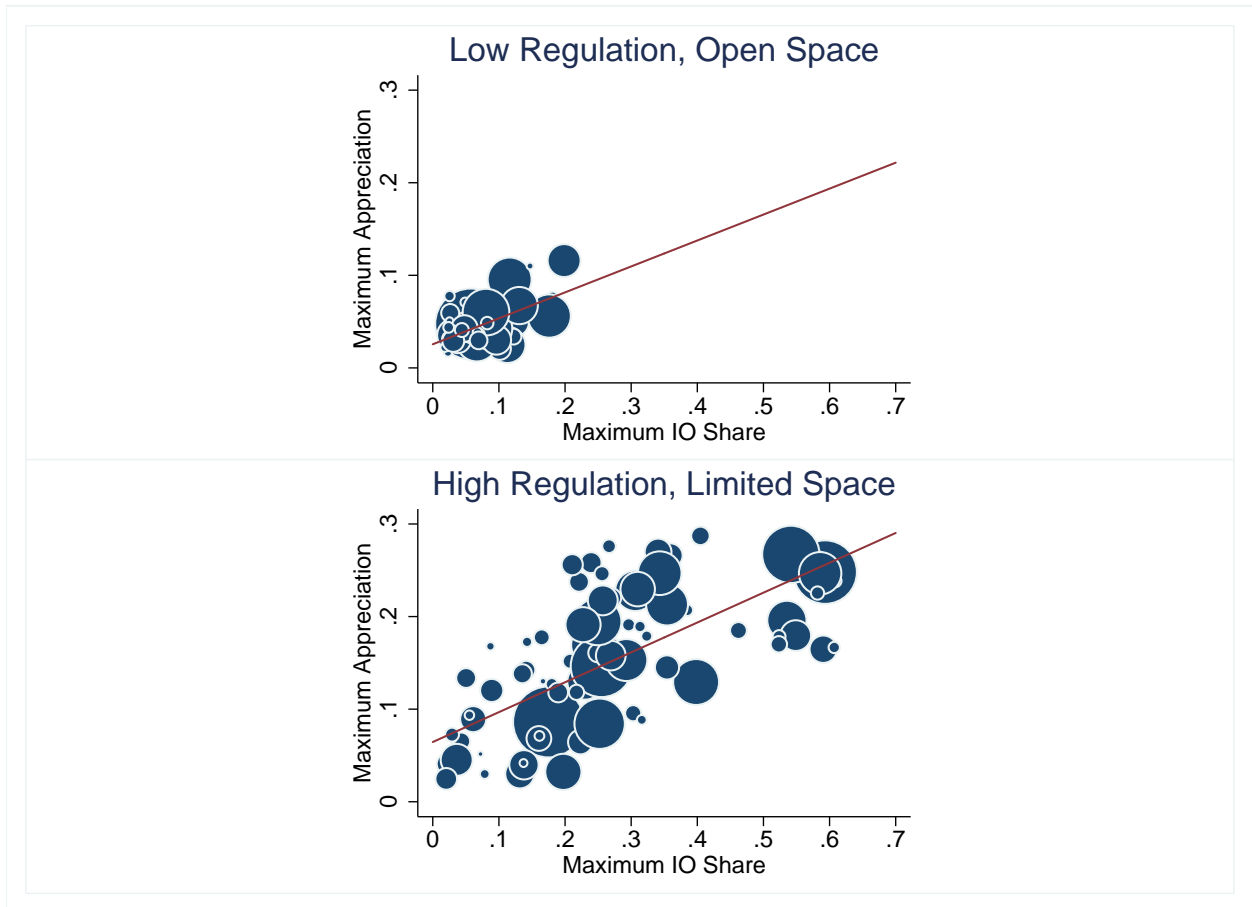 Low Regulation, Open Space
Maximum Appreciation
.3
.2
.1
0
0 .1 .2 .3 .4 .5 .6 .7
Maximum IO Share
High Regulation, Limited Space
Maximum Appreciation
.3
.2
.1
0
0 .1 .2 .3 .4 .5 .6 .7
Maximum IO Share